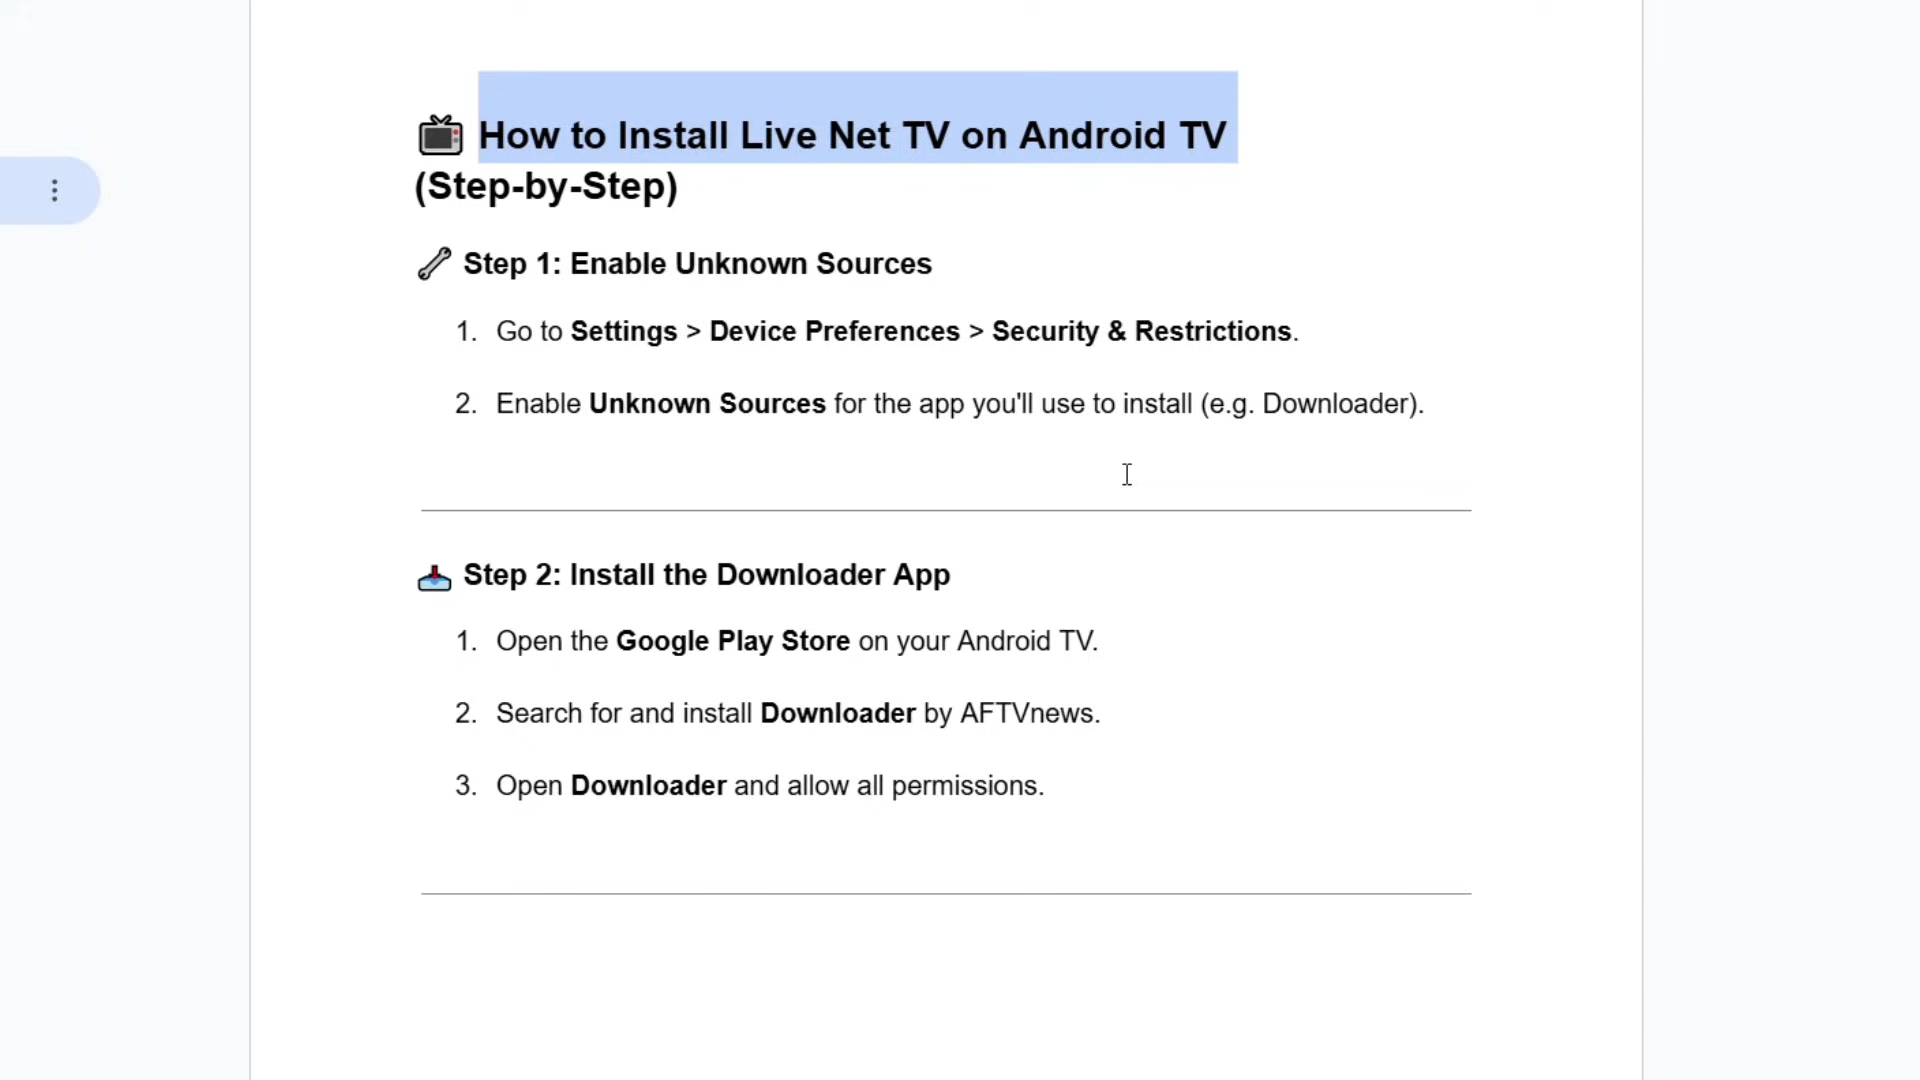 📺 How to Install Live Net TV on Android TV
(Step-by-Step)
🔧 Step 1: Enable Unknown Sources
1. Go to Settings > Device Preferences > Security & Restrictions.
2. Enable Unknown Sources for the app you'll use to install (e.g. Downloader).
📥 Step 2: Install the Downloader App
1. Open the Google Play Store on your Android TV.
2. Search for and install Downloader by AFTVnews.
3. Open Downloader and allow all permissions.